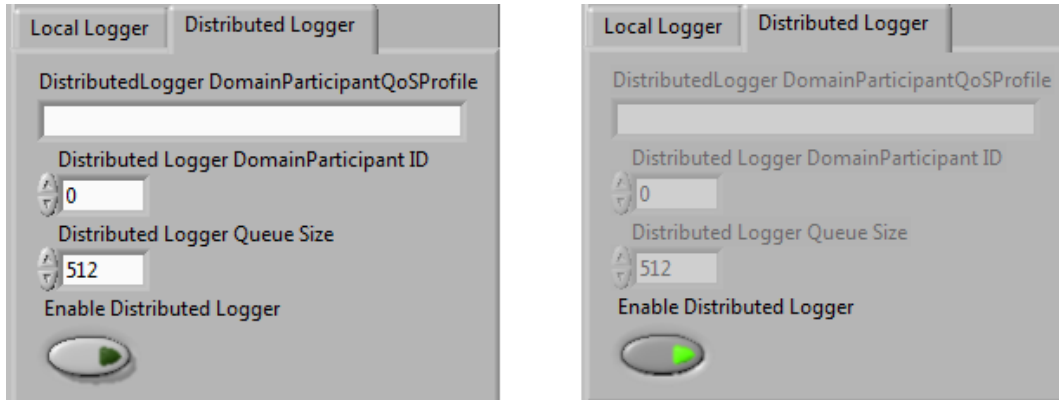 Local Logger Distributed Logger
DistributedLogger DomainParticipantQoSProfile
Distributed Logger DomainParticipant ID
0
Distributed Logger Queue Size
512
Enable Distributed Logger
Local Logger Distributed Logger
DistributedLogger DomainParticipantQoSProfile
Distributed Logger DomainParticipant ID
0
Distributed Logger Queue Size
512
Enable Distributed Logger